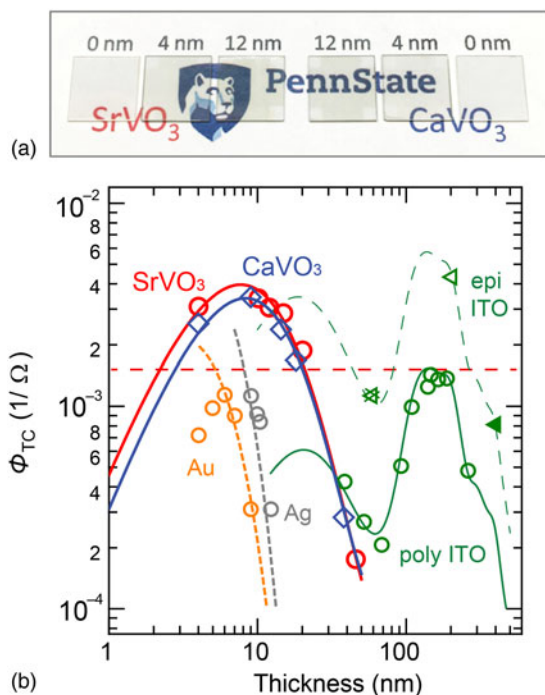 0 nm 4 nm 12 nm 12 nm 4 nm 0 nm
PennState
SrVO₃ CaVO₃
(a)
10⁻²
8
6
SrVO₃ CaVO₃
4
epi
ITO
2
Φ_TC (1/Ω)
10⁻³
8
6
Au
4
Ag
2
poly ITO
10⁻⁴
1 10 100
Thickness (nm)
(b)